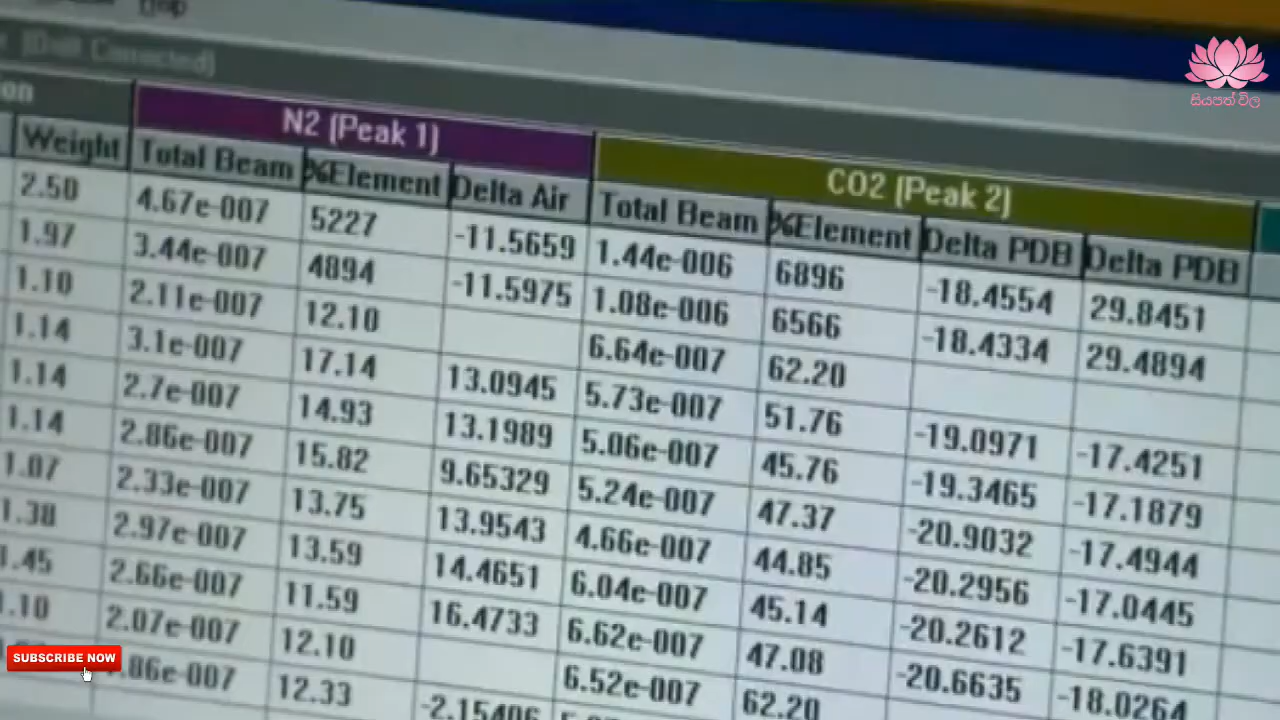 සියපත් විල
N2 (Peak 1) CO2 (Peak 2)
Weight Total Beam %Element Delta Air Total Beam %Element Delta PDB Delta PDB
2.50 4.67e-007 5227 -11.5659 1.44e-006 6896 -18.4554 29.8451
1.97 3.44e-007 4894 -11.5975 1.08e-006 6566 -18.4334 29.4894
1.10 2.11e-007 12.10 6.64e-007 62.20
1.14 3.1e-007 17.14 13.0945 5.73e-007 51.76 -19.0971 -17.4251
1.14 2.7e-007 14.93 13.1989 5.06e-007 45.76 -19.3465 -17.1879
1.14 2.86e-007 15.82 9.65329 5.24e-007 47.37 -20.9032 -17.4944
1.07 2.33e-007 13.75 13.9543 4.66e-007 44.85 -20.2956 -17.0445
1.38 2.97e-007 13.59 14.4651 6.04e-007 45.14 -20.2612 -17.6391
1.45 2.66e-007 11.59 16.4733 6.62e-007 47.08 -20.6635 -18.0264
1.10 2.07e-007 12.10 6.52e-007 62.20
.86e-007 12.33 -2.15406
SUBSCRIBE NOW